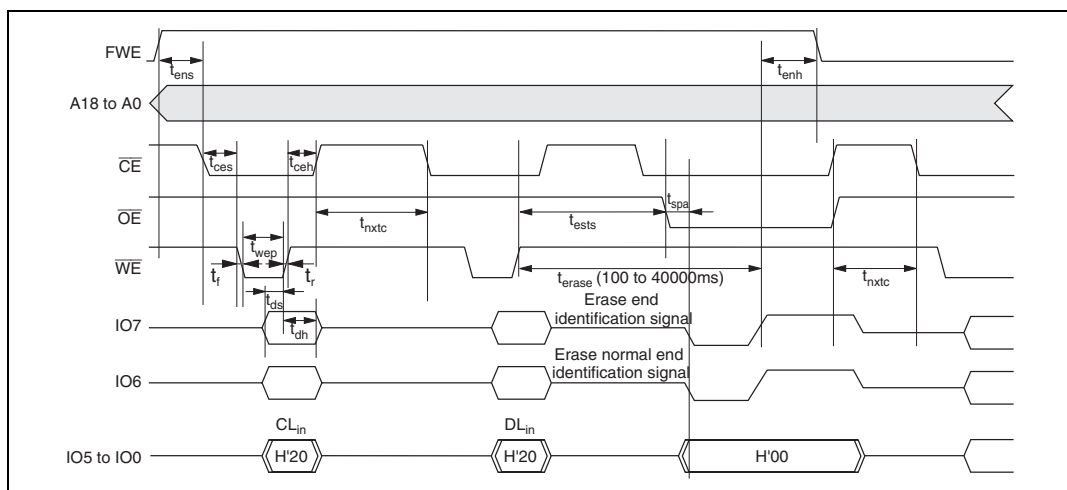 FWE
t_ens
t_enh
A18 to A0
CE
t_ces
t_ceh
OE
t_nxtc
t_ests
t_spa
WE
t_wep
t_f
t_r
t_erase (100 to 40000ms)
t_nxtc
t_ds
t_dh
IO7
Erase end
identification signal
IO6
Erase normal end
identification signal
CL_in
DL_in
IO5 to IO0
H'20
H'20
H'00